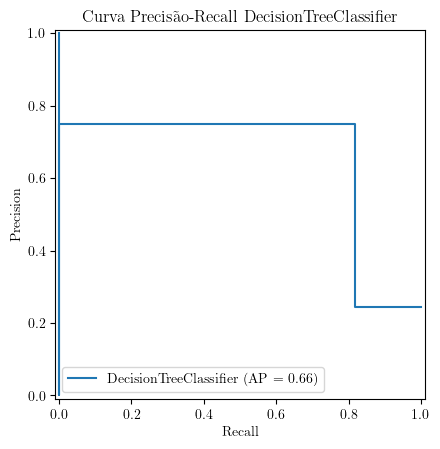 Curva Precisão-Recall DecisionTreeClassifier
1.0
0.8
0.6
0.4
0.2
0.0
Precision
DecisionTreeClassifier (AP = 0.66)
0.0 0.2 0.4 0.6 0.8 1.0
Recall